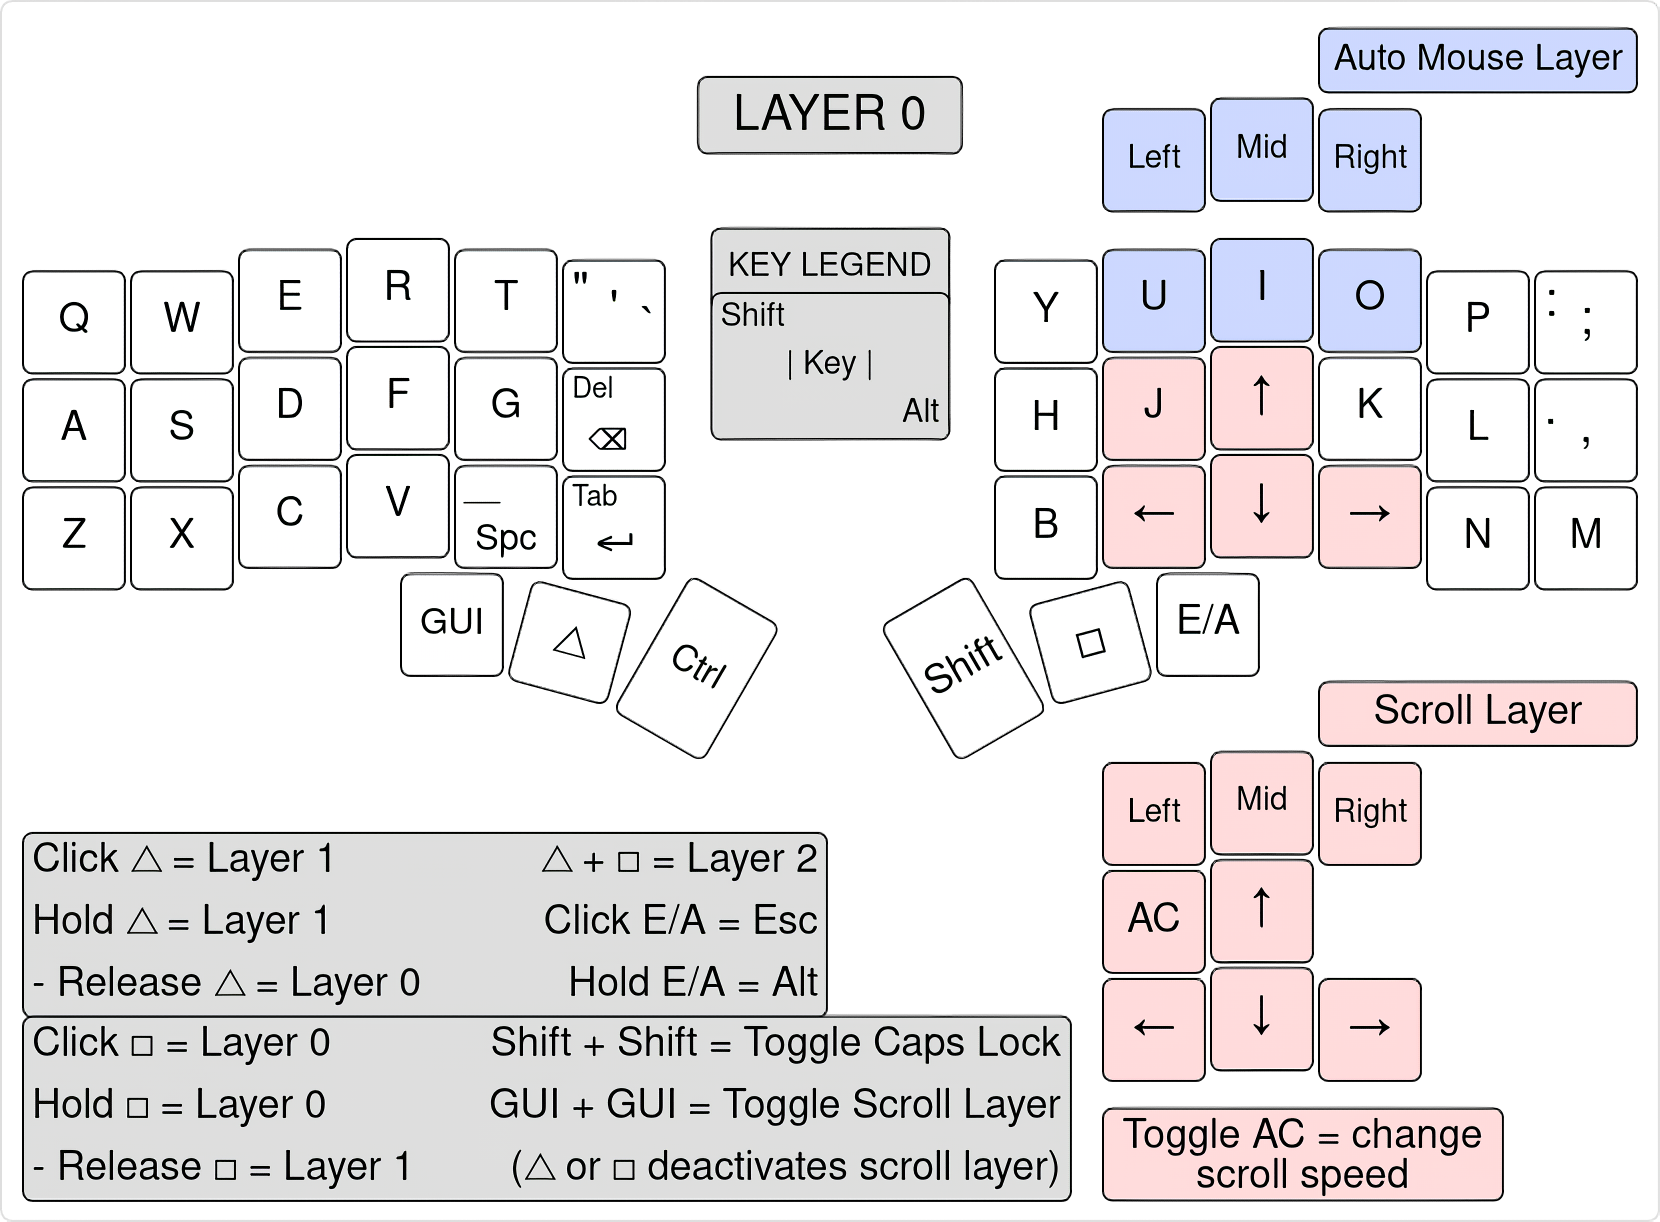 Auto Mouse Layer
LAYER 0
Left Mid Right
KEY LEGEND
Shift
| Key |
Alt
Q W E R T " ' `
A S D F G Del ⌫
Z X C V _ Spc Tab ↵
GUI △ Ctrl
Y U I O P : ;
H J ↑ K L . ,
B ← ↓ → N M
Shift □ E/A
Scroll Layer
Left Mid Right
AC ↑
← ↓ →
Toggle AC = change
scroll speed
Click △ = Layer 1 △ + □ = Layer 2
Hold △ = Layer 1 Click E/A = Esc
- Release △ = Layer 0 Hold E/A = Alt
Click □ = Layer 0 Shift + Shift = Toggle Caps Lock
Hold □ = Layer 0 GUI + GUI = Toggle Scroll Layer
- Release □ = Layer 1 (△ or □ deactivates scroll layer)